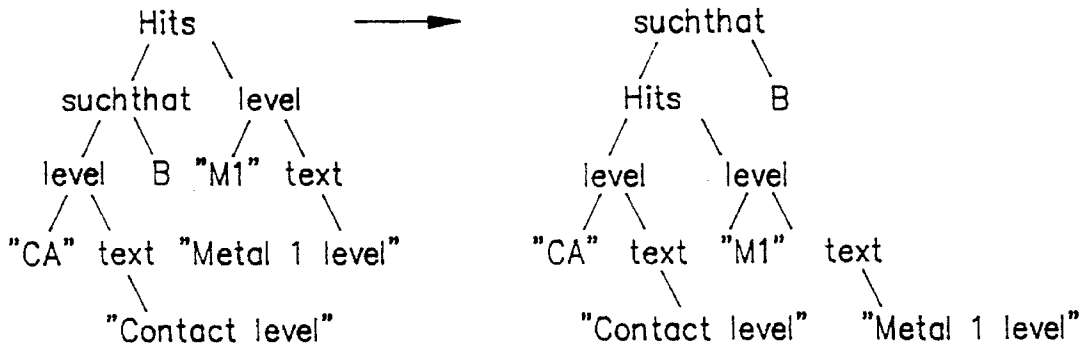 Hits suchthat
suchthat level Hits B
level B "M1" text level level
"CA" text "Metal 1 level" "CA" text "M1" text
"Contact level" "Contact level" "Metal 1 level"